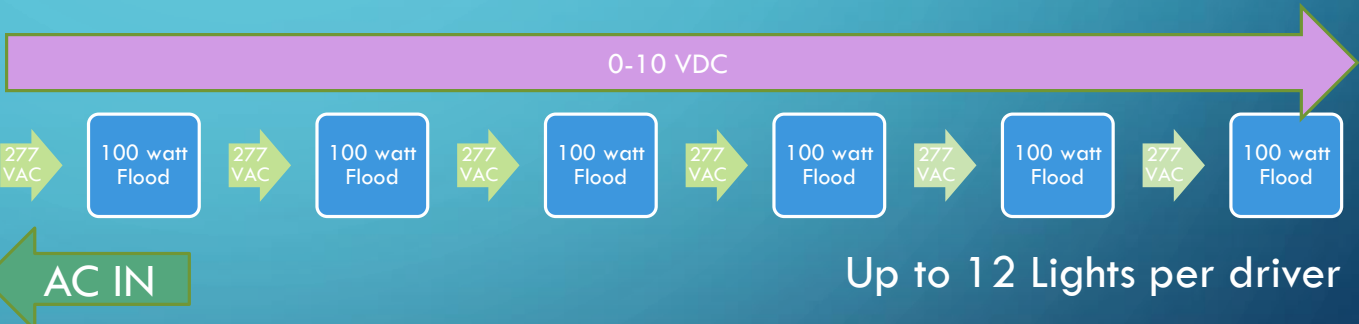 0-10 VDC
277
VAC
100 watt
Flood
277
VAC
100 watt
Flood
277
VAC
100 watt
Flood
277
VAC
100 watt
Flood
277
VAC
100 watt
Flood
277
VAC
100 watt
Flood
AC IN
Up to 12 Lights per driver